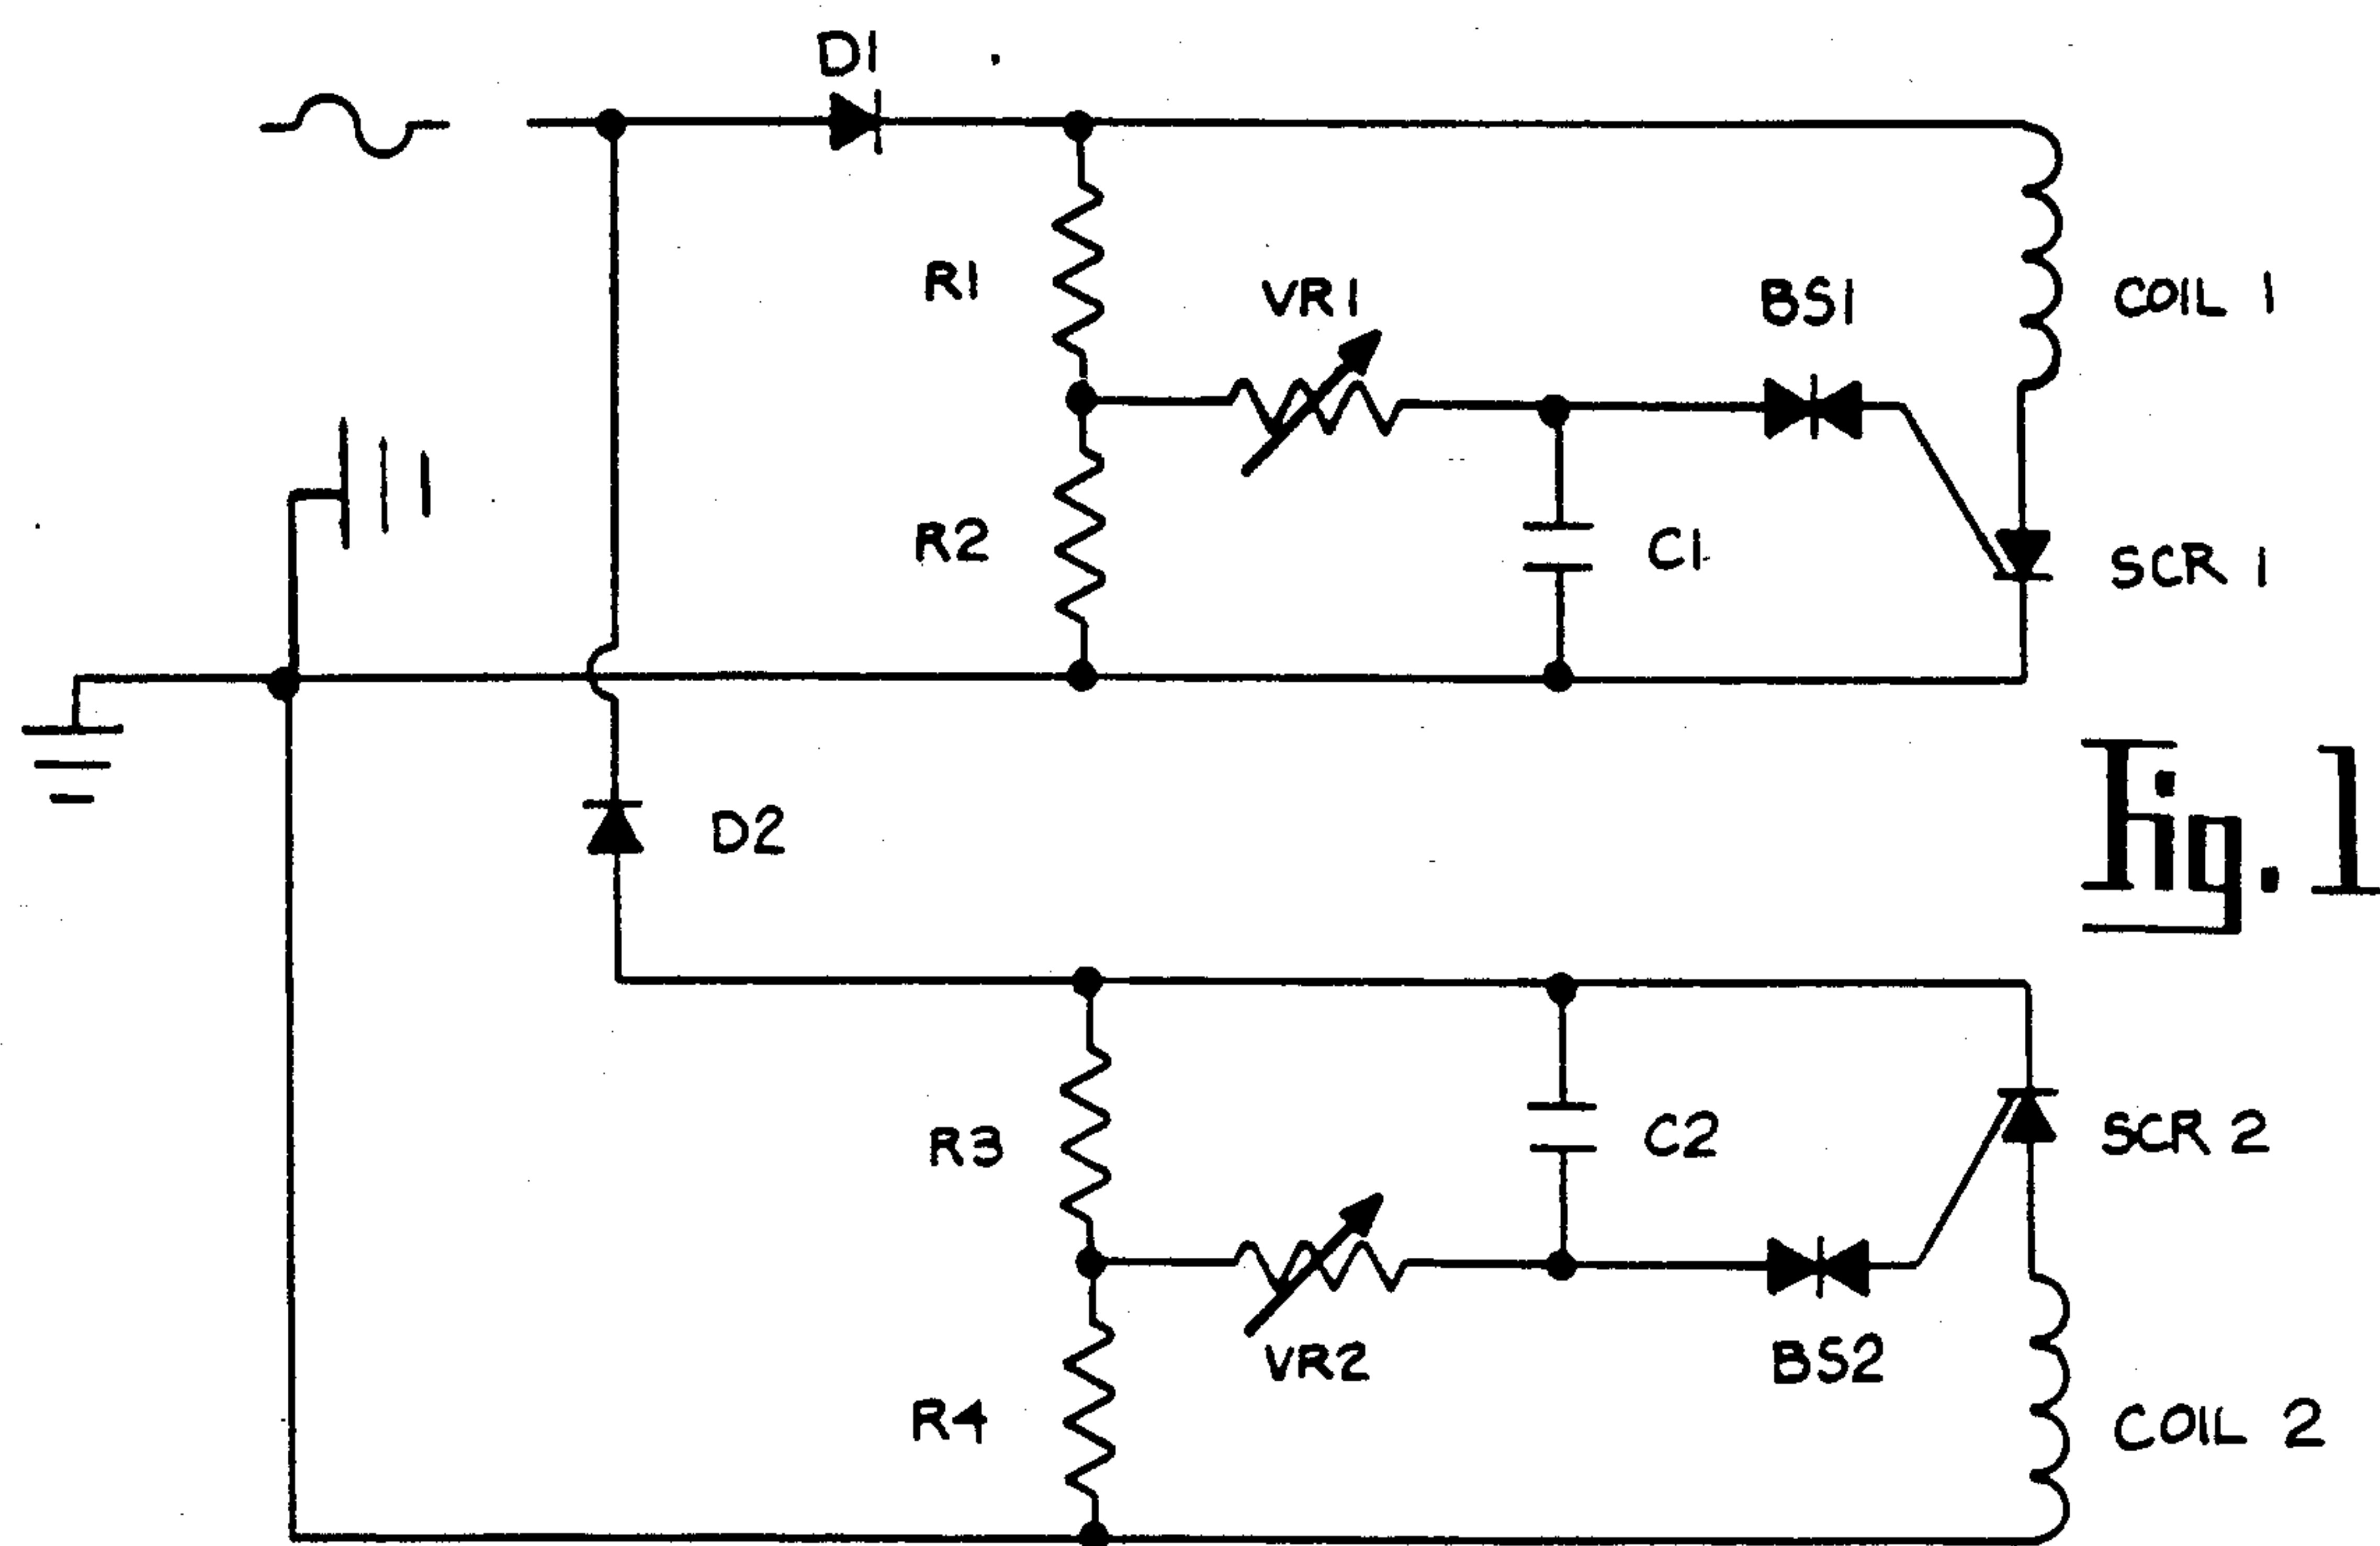 D1
R1
VR1
BS1
COIL 1
R2
C1
SCR 1
Fig. 1
D2
R3
C2
SCR 2
VR2
BS2
R4
COIL 2